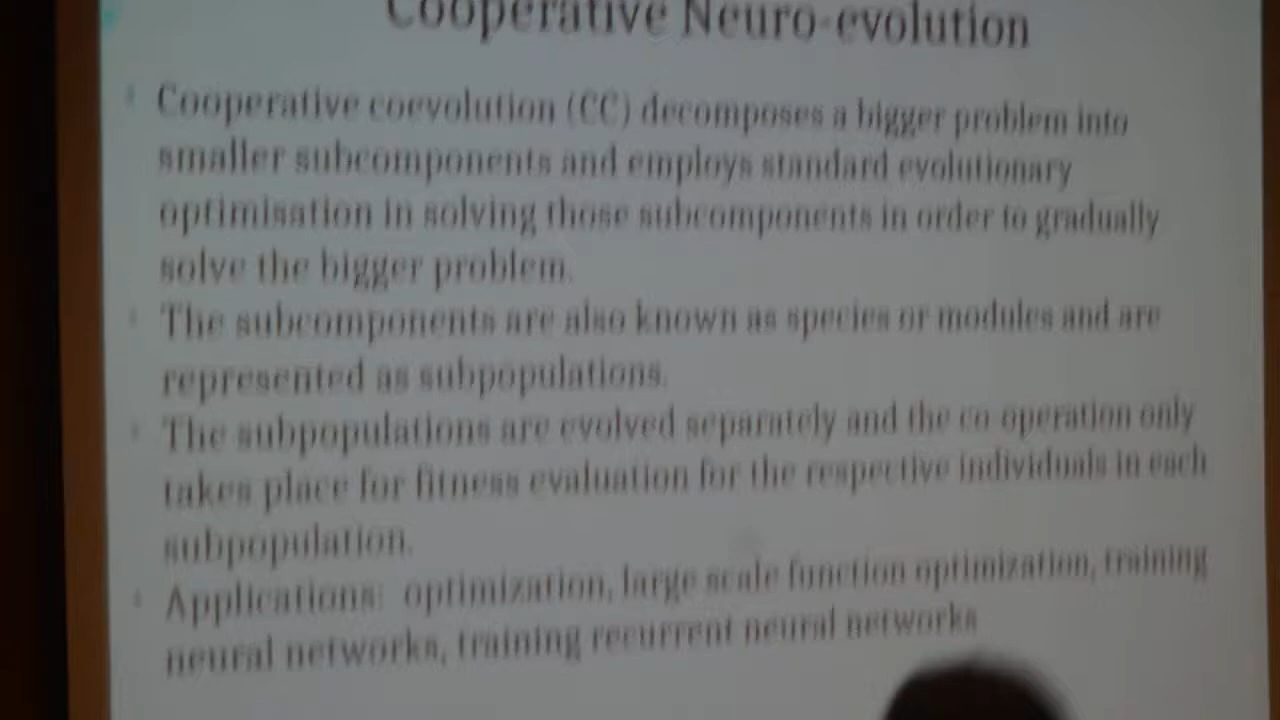 Cooperative Neuro-evolution
Cooperative coevolution (CC) decomposes a bigger problem into
smaller subcomponents and employs standard evolutionary
optimisation in solving those subcomponents in order to gradually
solve the bigger problem.
The subcomponents are also known as species or modules and are
represented as subpopulations.
The subpopulations are evolved separately and the co-operation only
takes place for fitness evaluation for the respective individuals in each
subpopulation.
Applications: optimization, large scale function optimization, training
neural networks, training recurrent neural networks